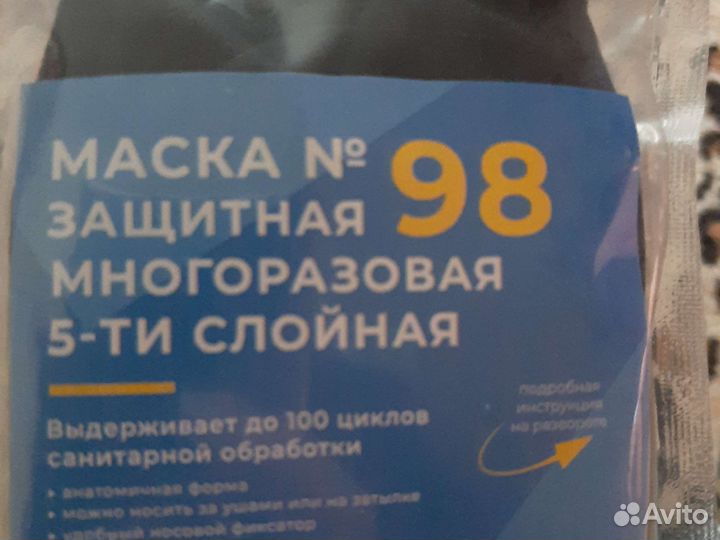 МАСКА № 98
ЗАЩИТНАЯ
МНОГОРАЗОВАЯ
5-ТИ СЛОЙНАЯ
Выдерживает до 100 циклов
санитарной обработки
подробная
инструкция
на развороте
• анатомичная форма
• можно носить за ушами или на затылке
• удобный носовой фиксатор
Avito